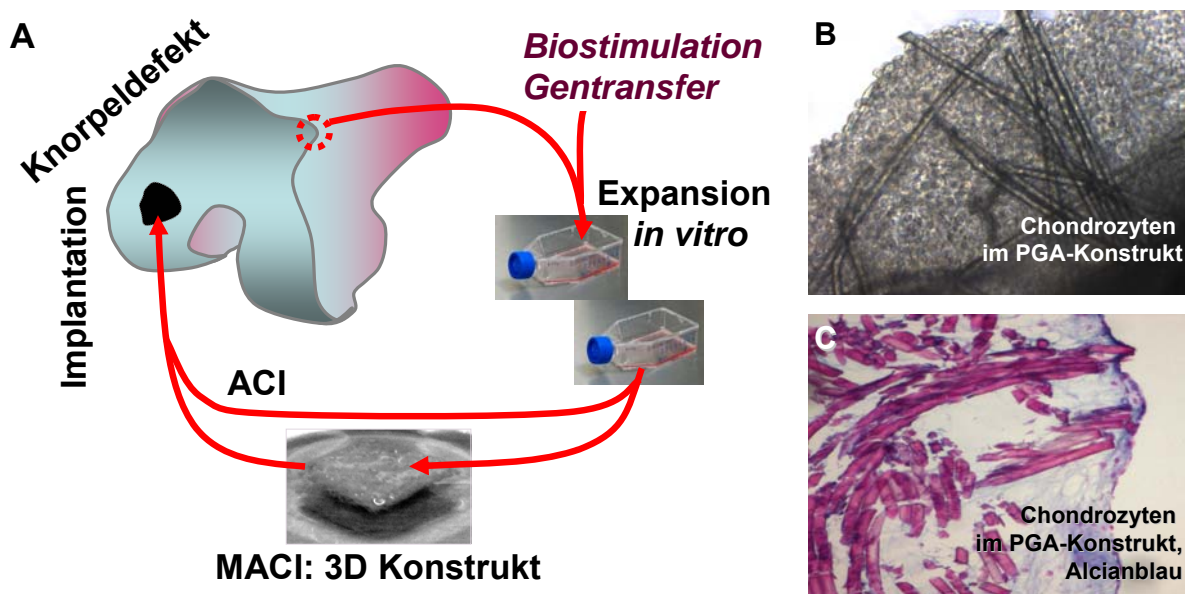 A
Knorpeldefekt
Implantation
Biostimulation
Gentransfer
Expansion
in vitro
ACI
MACI: 3D Konstrukt
B
Chondrozyten
im PGA-Konstrukt
C
Chondrozyten
im PGA-Konstrukt,
Alcianblau